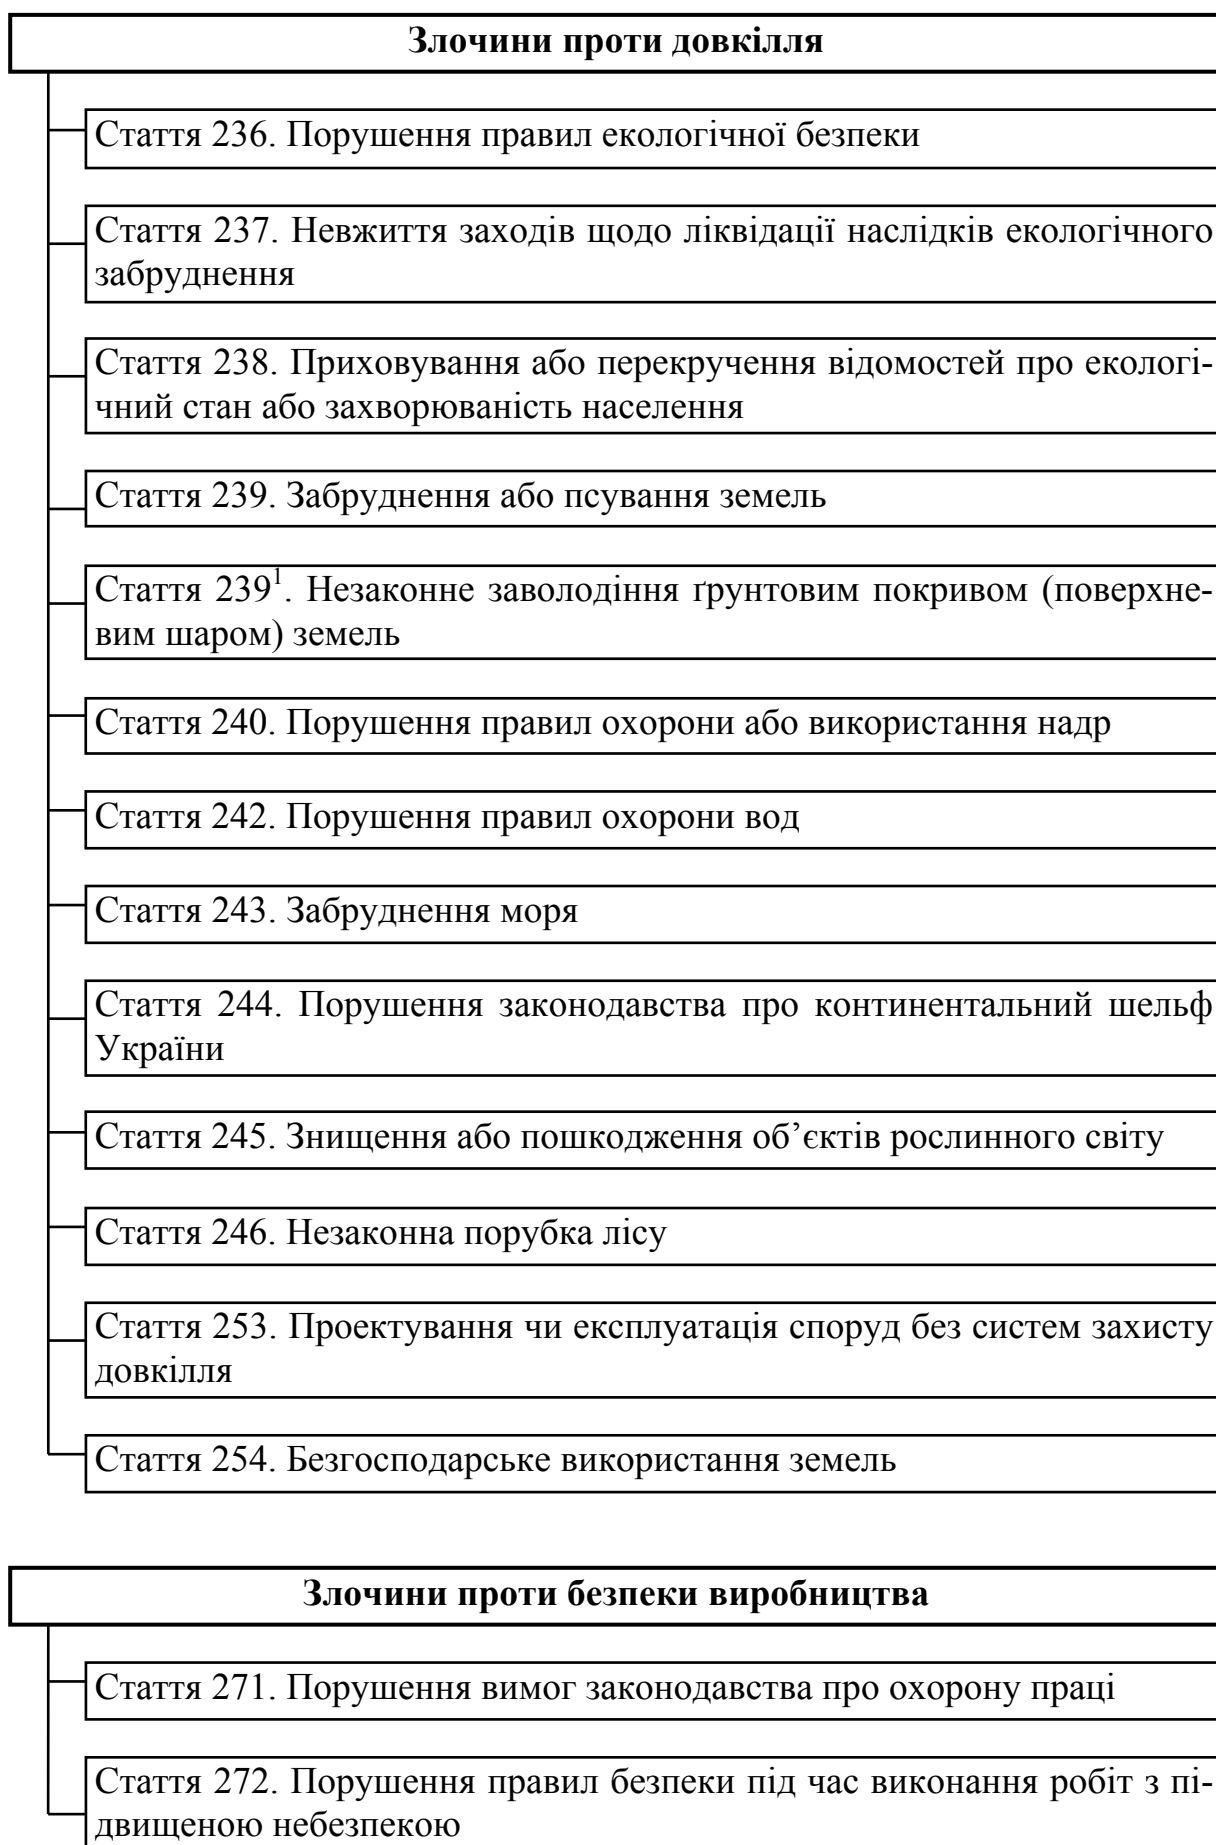 Злочини проти довкілля
Стаття 236. Порушення правил екологічної безпеки
Стаття 237. Невжиття заходів щодо ліквідації наслідків екологічного
забруднення
Стаття 238. Приховування або перекручення відомостей про екологі-
чний стан або захворюваність населення
Стаття 239. Забруднення або псування земель
Стаття 239¹. Незаконне заволодіння ґрунтовим покривом (поверхне-
вим шаром) земель
Стаття 240. Порушення правил охорони або використання надр
Стаття 242. Порушення правил охорони вод
Стаття 243. Забруднення моря
Стаття 244. Порушення законодавства про континентальний шельф
України
Стаття 245. Знищення або пошкодження об’єктів рослинного світу
Стаття 246. Незаконна порубка лісу
Стаття 253. Проектування чи експлуатація споруд без систем захисту
довкілля
Стаття 254. Безгосподарське використання земель
Злочини проти безпеки виробництва
Стаття 271. Порушення вимог законодавства про охорону праці
Стаття 272. Порушення правил безпеки під час виконання робіт з пі-
двищеною небезпекою